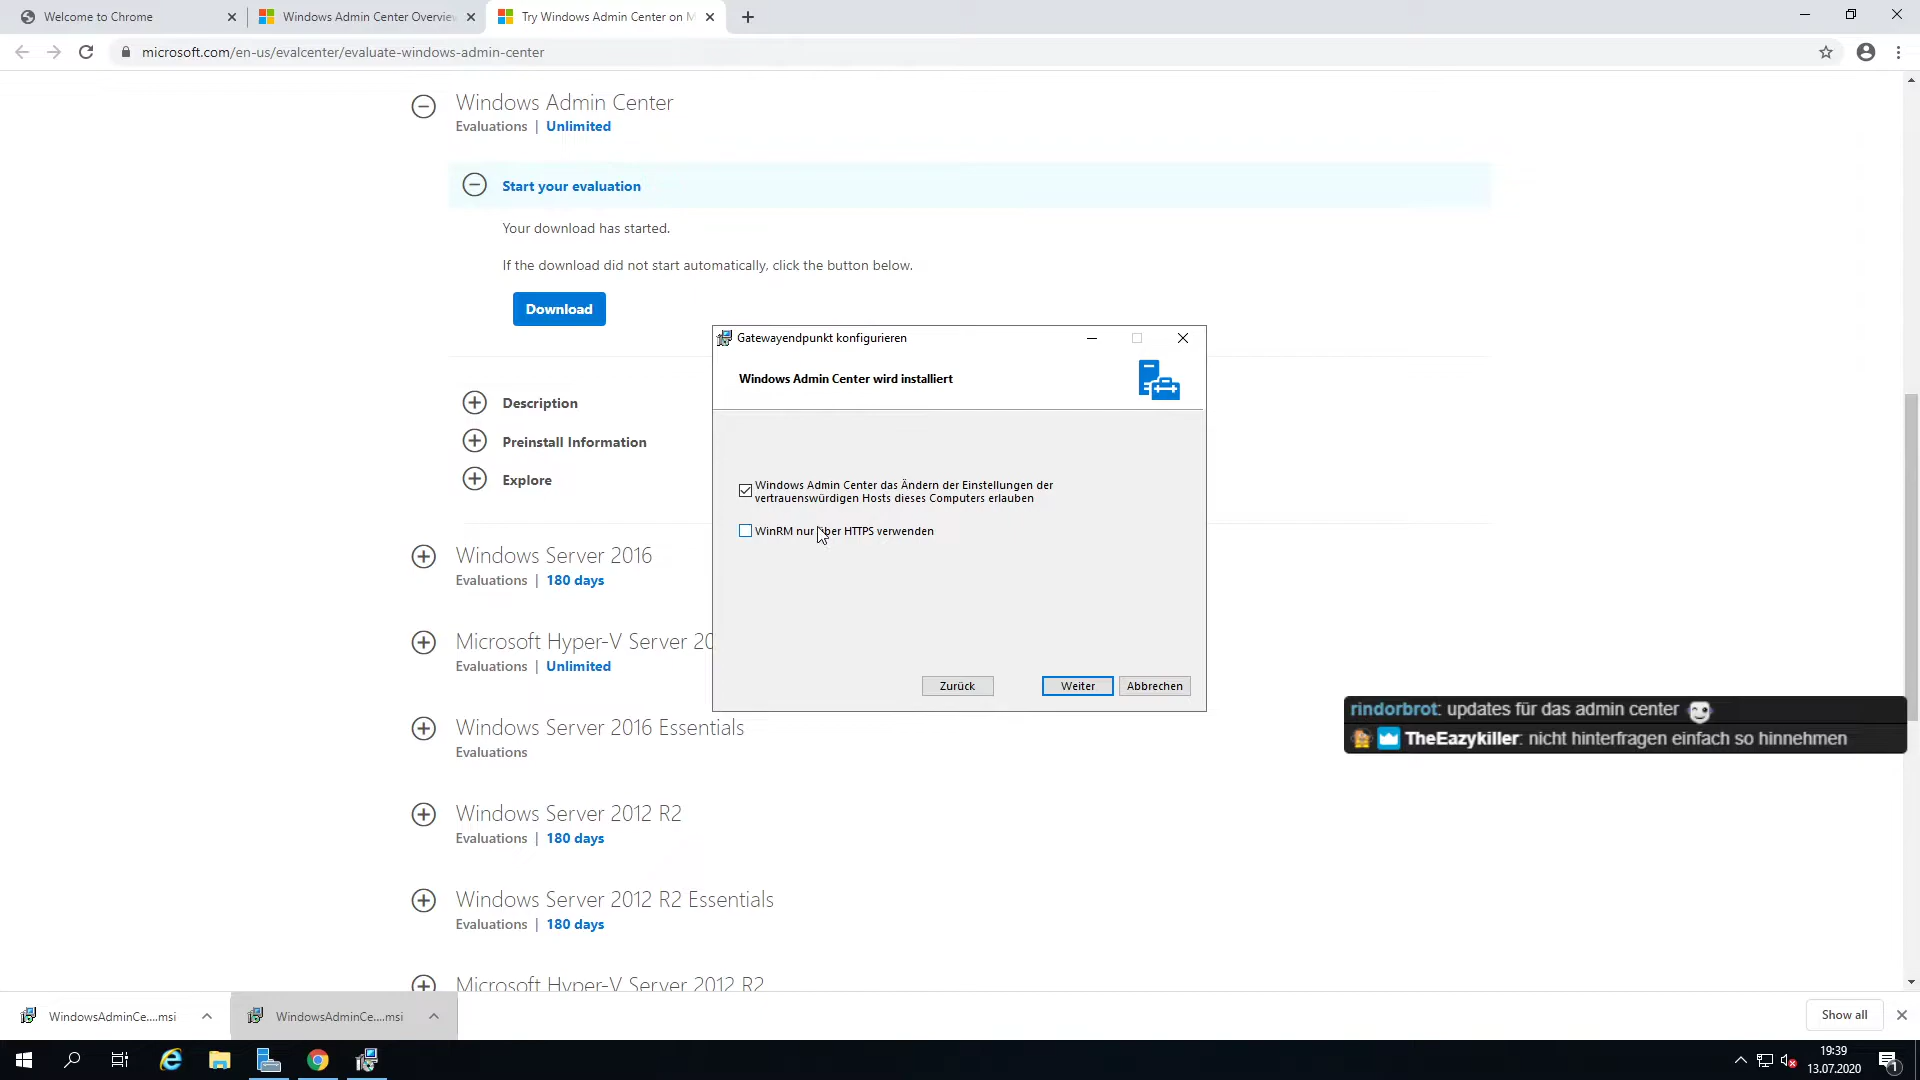 Welcome to Chrome
Windows Admin Center Overvie
Try Windows Admin Center on M
microsoft.com/en-us/evalcenter/evaluate-windows-admin-center
Windows Admin Center
Evaluations | Unlimited
Start your evaluation
Your download has started.
If the download did not start automatically, click the button below.
Download
Description
Preinstall Information
Explore
Gatewayendpunkt konfigurieren
Windows Admin Center wird installiert
Windows Admin Center das Ändern der Einstellungen der
vertrauenswürdigen Hosts dieses Computers erlauben
WinRM nur über HTTPS verwenden
Zurück
Weiter
Abbrechen
Windows Server 2016
Evaluations | 180 days
Microsoft Hyper-V Server 20
Evaluations | Unlimited
Windows Server 2016 Essentials
Evaluations
Windows Server 2012 R2
Evaluations | 180 days
Windows Server 2012 R2 Essentials
Evaluations | 180 days
Microsoft Hyper-V Server 2012 R2
rindorbrot: updates für das admin center
TheEazykiller: nicht hinterfragen einfach so hinnehmen
WindowsAdminCe....msi
WindowsAdminCe....msi
Show all
19:39
13.07.2020
1